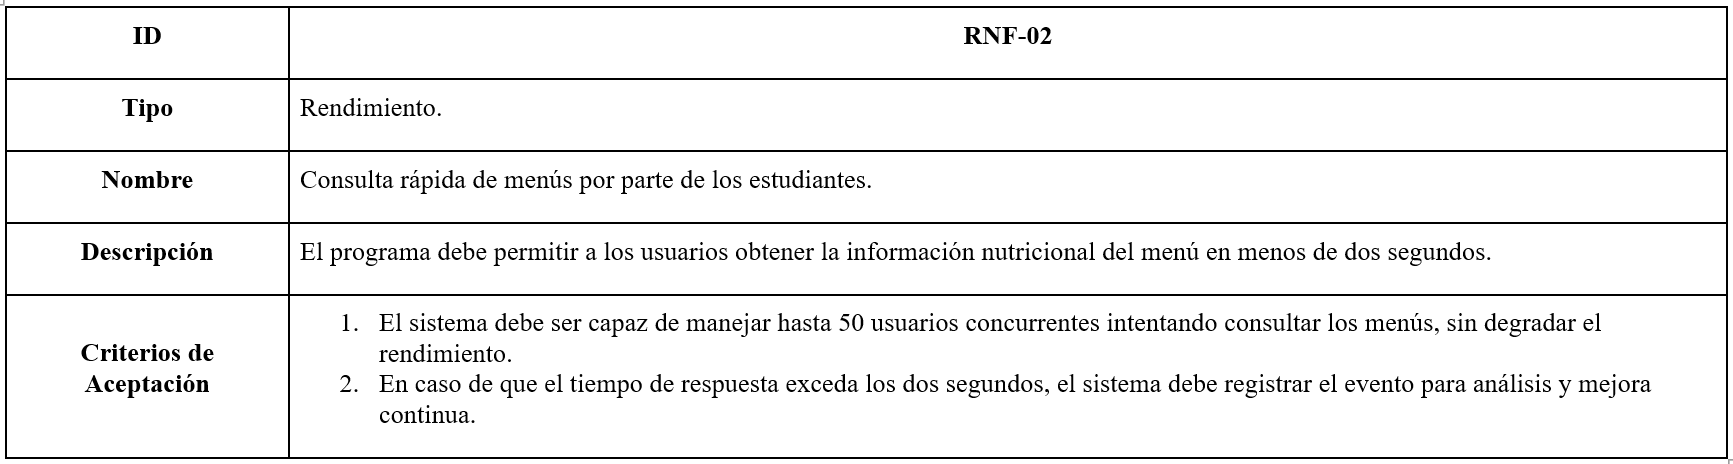 ID
RNF-02
Tipo
Rendimiento.
Nombre
Consulta rápida de menús por parte de los estudiantes.
Descripción
El programa debe permitir a los usuarios obtener la información nutricional del menú en menos de dos segundos.
Criterios de
Aceptación
1. El sistema debe ser capaz de manejar hasta 50 usuarios concurrentes intentando consultar los menús, sin degradar el
rendimiento.
2. En caso de que el tiempo de respuesta exceda los dos segundos, el sistema debe registrar el evento para análisis y mejora
continua.